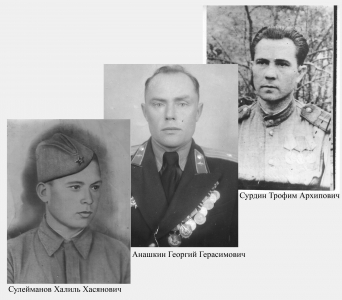 Сурдин Трофим Архипович
Анашкин Георгий Герасимович
Сулейманов Халиль Хасянович